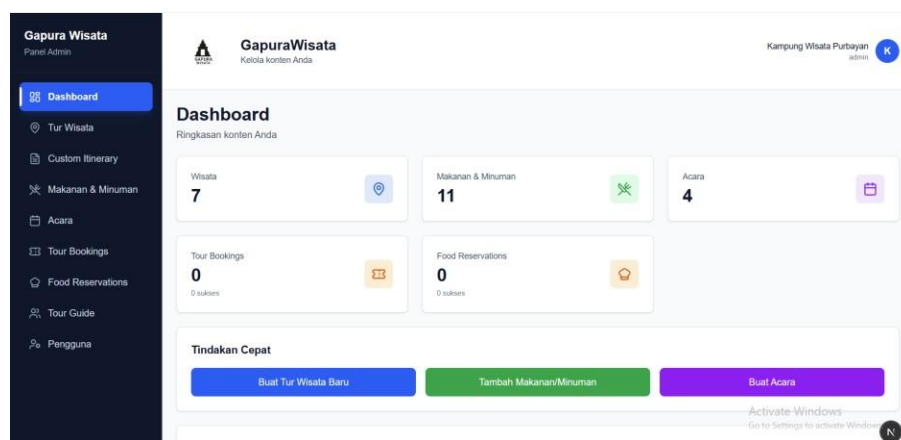 Gapura Wisata
Panel Admin
Dashboard
Tur Wisata
Custom Itinerary
Makanan & Minuman
Acara
Tour Bookings
Food Reservations
Tour Guide
Pengguna
GAPURA
WISATA
GapuraWisata
Kelola konten Anda
Kampung Wisata Purbayan
admin
K
Dashboard
Ringkasan konten Anda
Wisata
7
Makanan & Minuman
11
Acara
4
Tour Bookings
0
0 sukses
Food Reservations
0
0 sukses
Tindakan Cepat
Buat Tur Wisata Baru
Tambah Makanan/Minuman
Buat Acara
Activate Windows
Go to Settings to activate Windows
N